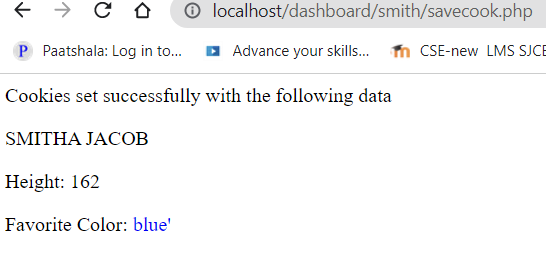 localhost/dashboard/smith/savecook.php
P Paatshala: Log in to... Advance your skills... CSE-new LMS SJCE
Cookies set successfully with the following data
SMITHA JACOB
Height: 162
Favorite Color: blue'